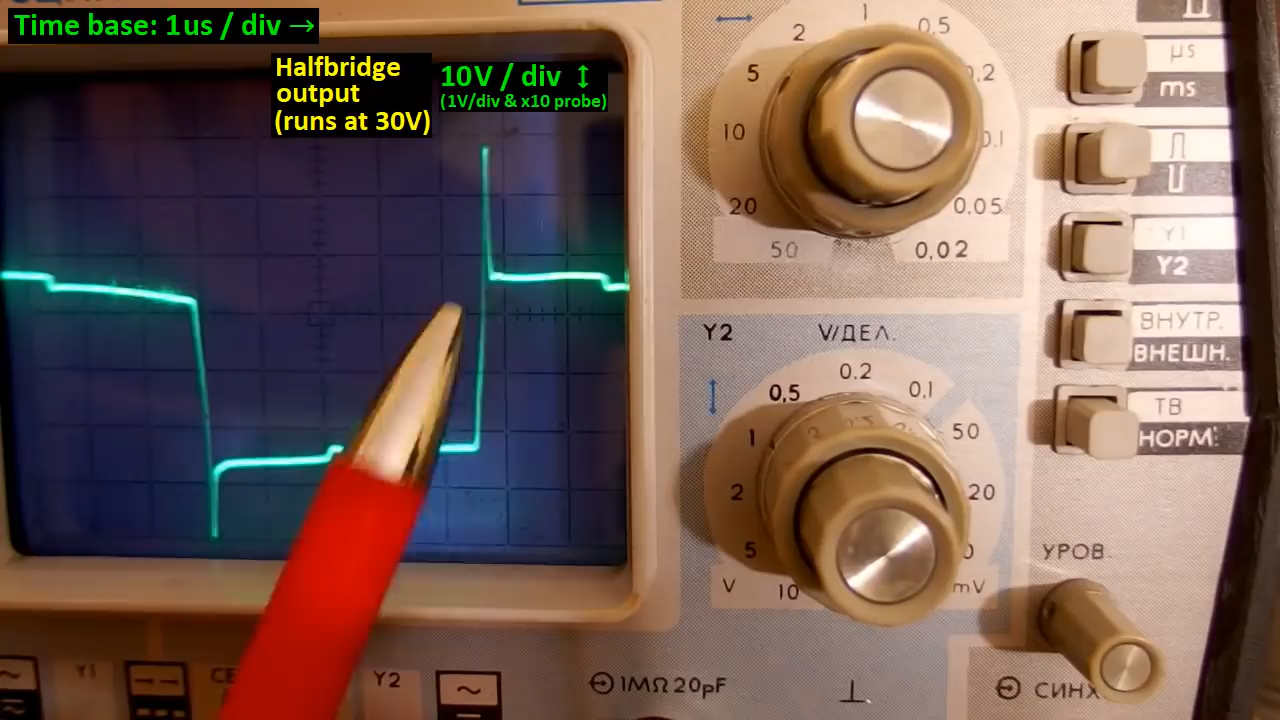 Time base: 1us / div →
Halfbridge
output
(runs at 30V)
10V / div ↕
(1V/div & x10 probe)
1
0,5
2
0,2
5
10
0,1
20
0,05
50
0,02
μs
ms
Y1
Y2
ВНУТР.
ВНЕШН.
ТВ
НОРМ.
Y2
V/ДЕЛ.
0.2
0,5
0,1
1
50
2
20
5
V
10
mV
УРОВ.
Y1
Y2
1MΩ 20pF